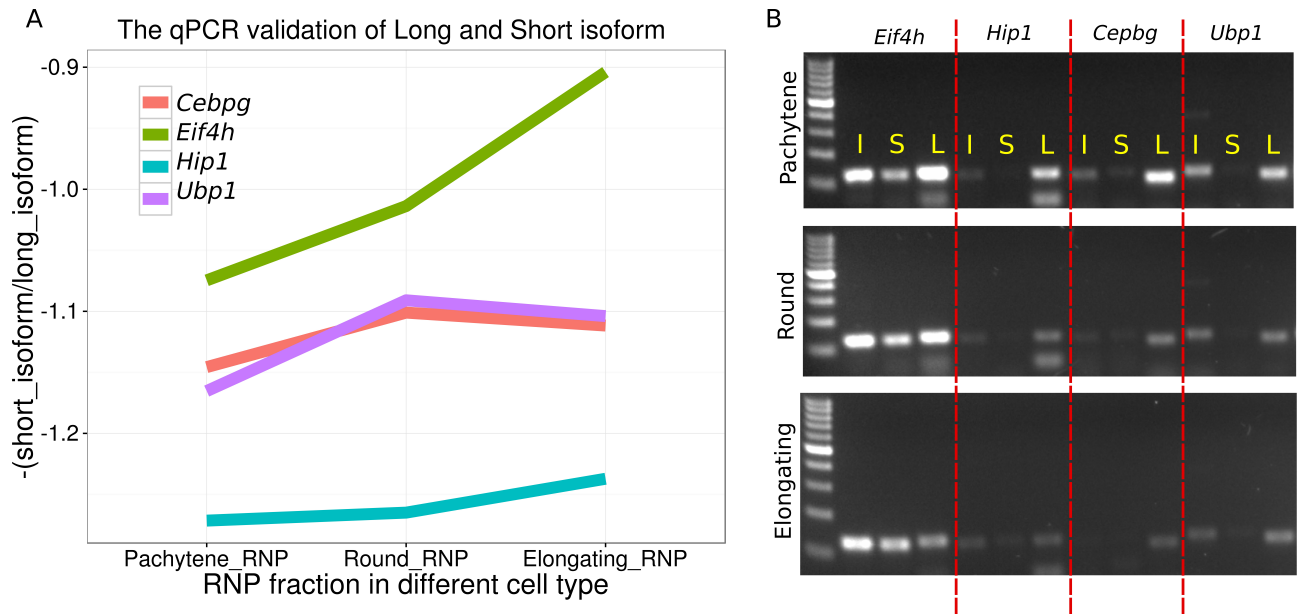 A
The qPCR validation of Long and Short isoform
-(short_isoform/long_isoform)
-0.9
-1.0
-1.1
-1.2
Cebpg
Eif4h
Hip1
Ubp1
Pachytene_RNP Round_RNP Elongating_RNP
RNP fraction in different cell type
B
Eif4h Hip1 Cepbg Ubp1
Pachytene
I S L I S L I S L I S L
Round
Elongating